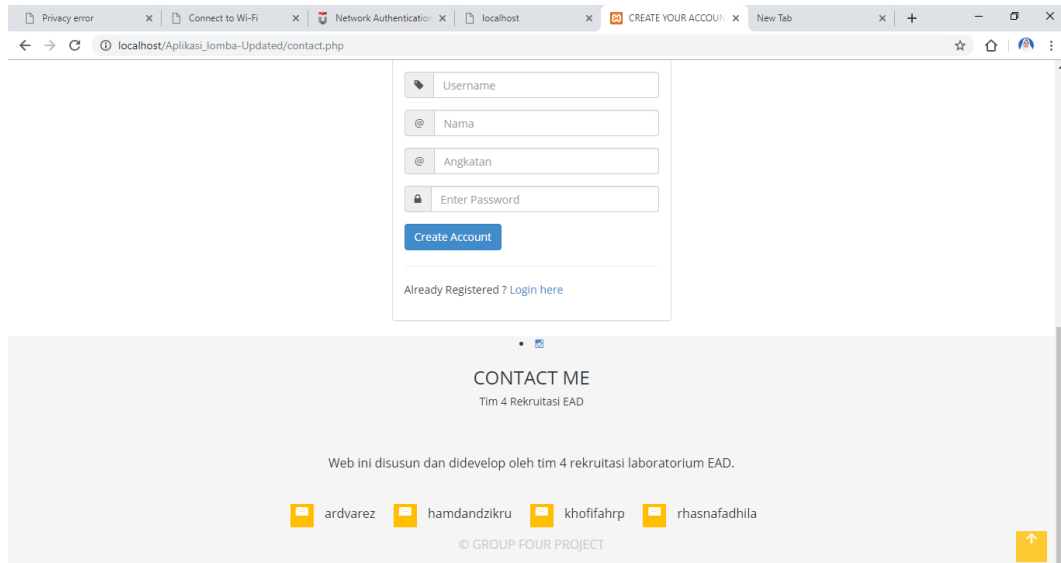 Privacy error
Connect to Wi-Fi
Network Authentication
localhost
CREATE YOUR ACCOUN
New Tab
localhost/Aplikasi_lomba-Updated/contact.php
Username
@ Nama
@ Angkatan
Enter Password
Create Account
Already Registered ? Login here
CONTACT ME
Tim 4 Rekruitasi EAD
Web ini disusun dan didevelop oleh tim 4 rekruitasi laboratorium EAD.
ardvarez hamdandzikru khofifahrp rhasnafadhila
© GROUP FOUR PROJECT